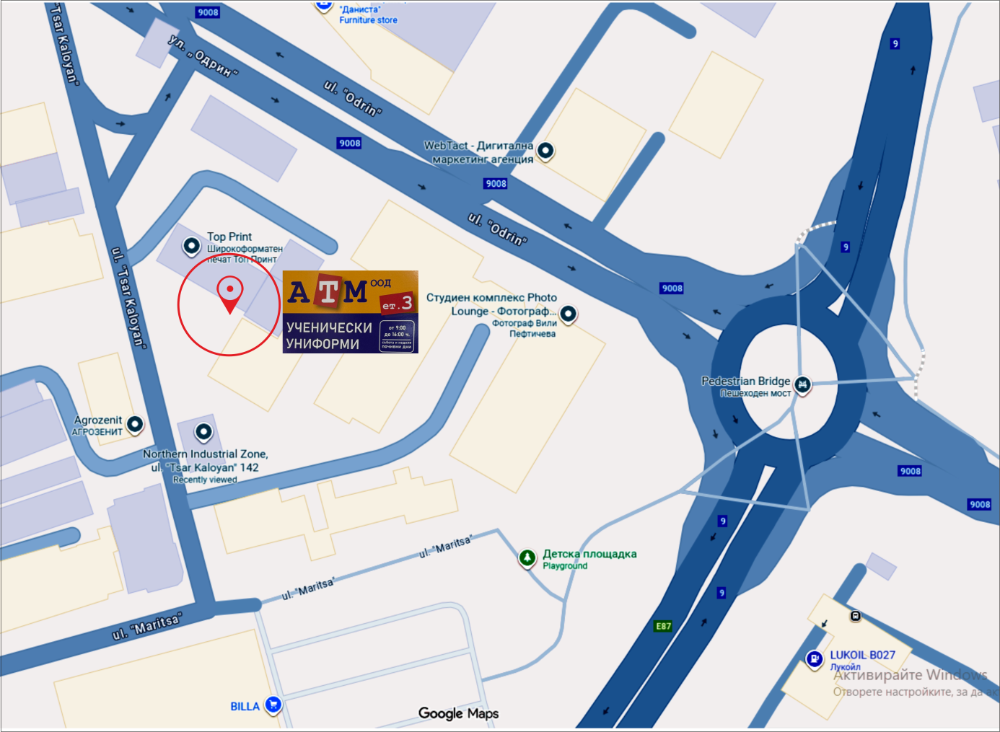 "Tsar Kaloyan"
9008
"Даниста"
Furniture store
9
ул. „Одрин“
ul. "Odrin"
9008
WebTact - Дигитална
маркетинг агенция
9008
ul. "Odrin"
Top Print
Широкоформатен
печат Топ Принт
9
ul. "Tsar Kaloyan"
9008
АТМ ООД
ет.3
УЧЕНИЧЕСКИ
УНИФОРМИ
от 9:00
до 16:00 ч.
събота и неделя
почивни дни
Студиен комплекс Photo
Lounge - Фотограф...
Фотограф Вили
Пефтичева
Pedestrian Bridge
Пешеходен мост
Agrozenit
АГРОЗЕНИТ
Northern Industrial Zone,
ul. "Tsar Kaloyan" 142
Recently viewed
9008
9008
9
ul. "Maritsa"
Детска площадка
Playground
ul. "Maritsa"
9
ul. "Maritsa"
E87
LUKOIL B027
Лукойл
Активирайте Windows
Отворете настройките, за да ак
BILLA
Google Maps